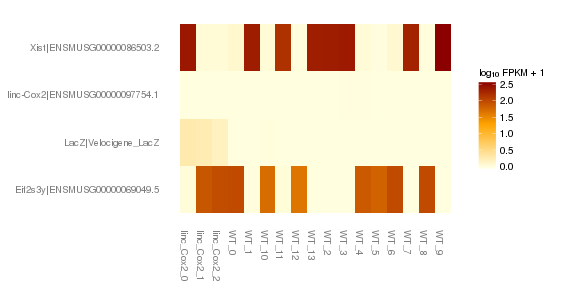 Xist|ENSMUSG00000086503.2
linc-Cox2|ENSMUSG00000097754.1
LacZ|Velocigene_LacZ
Eif2s3y|ENSMUSG00000069049.5
log₁₀ FPKM + 1
2.5
2.0
1.5
1.0
0.5
0.0
linc_Cox2_0
linc_Cox2_1
linc_Cox2_2
WT_0
WT_1
WT_10
WT_11
WT_12
WT_13
WT_2
WT_3
WT_4
WT_5
WT_6
WT_7
WT_8
WT_9